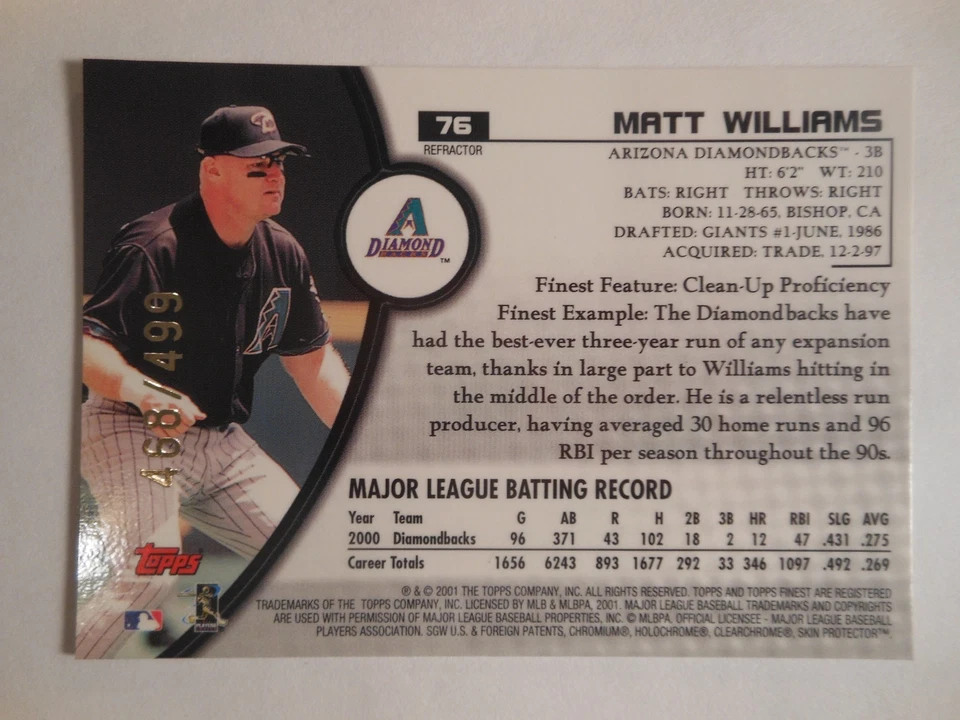 76
REFRACTOR
MATT WILLIAMS
ARIZONA DIAMONDBACKS™ - 3B
HT: 6'2" WT: 210
BATS: RIGHT THROWS: RIGHT
BORN: 11-28-65, BISHOP, CA
DRAFTED: GIANTS #1-JUNE, 1986
ACQUIRED: TRADE, 12-2-97
A
DIAMOND
BACKS
™
Finest Feature: Clean-Up Proficiency
Finest Example: The Diamondbacks have
had the best-ever three-year run of any expansion
team, thanks in large part to Williams hitting in
the middle of the order. He is a relentless run
producer, having averaged 30 home runs and 96
RBI per season throughout the 90s.
468/499
MAJOR LEAGUE BATTING RECORD
Year Team G AB R H 2B 3B HR RBI SLG AVG
2000 Diamondbacks 96 371 43 102 18 2 12 47 .431 .275
Career Totals 1656 6243 893 1677 292 33 346 1097 .492 .269
Topps
® & © 2001 THE TOPPS COMPANY, INC. ALL RIGHTS RESERVED. TOPPS AND TOPPS FINEST ARE REGISTERED
TRADEMARKS OF THE TOPPS COMPANY, INC. LICENSED BY MLB & MLBPA, 2001. MAJOR LEAGUE BASEBALL TRADEMARKS AND COPYRIGHTS
ARE USED WITH PERMISSION OF MAJOR LEAGUE BASEBALL PROPERTIES, INC. © MLBPA, OFFICIAL LICENSEE - MAJOR LEAGUE BASEBALL
PLAYERS ASSOCIATION. SGW U.S. & FOREIGN PATENTS, CHROMIUM®, HOLOCHROME®, CLEARCHROME®, SKIN PROTECTOR™.